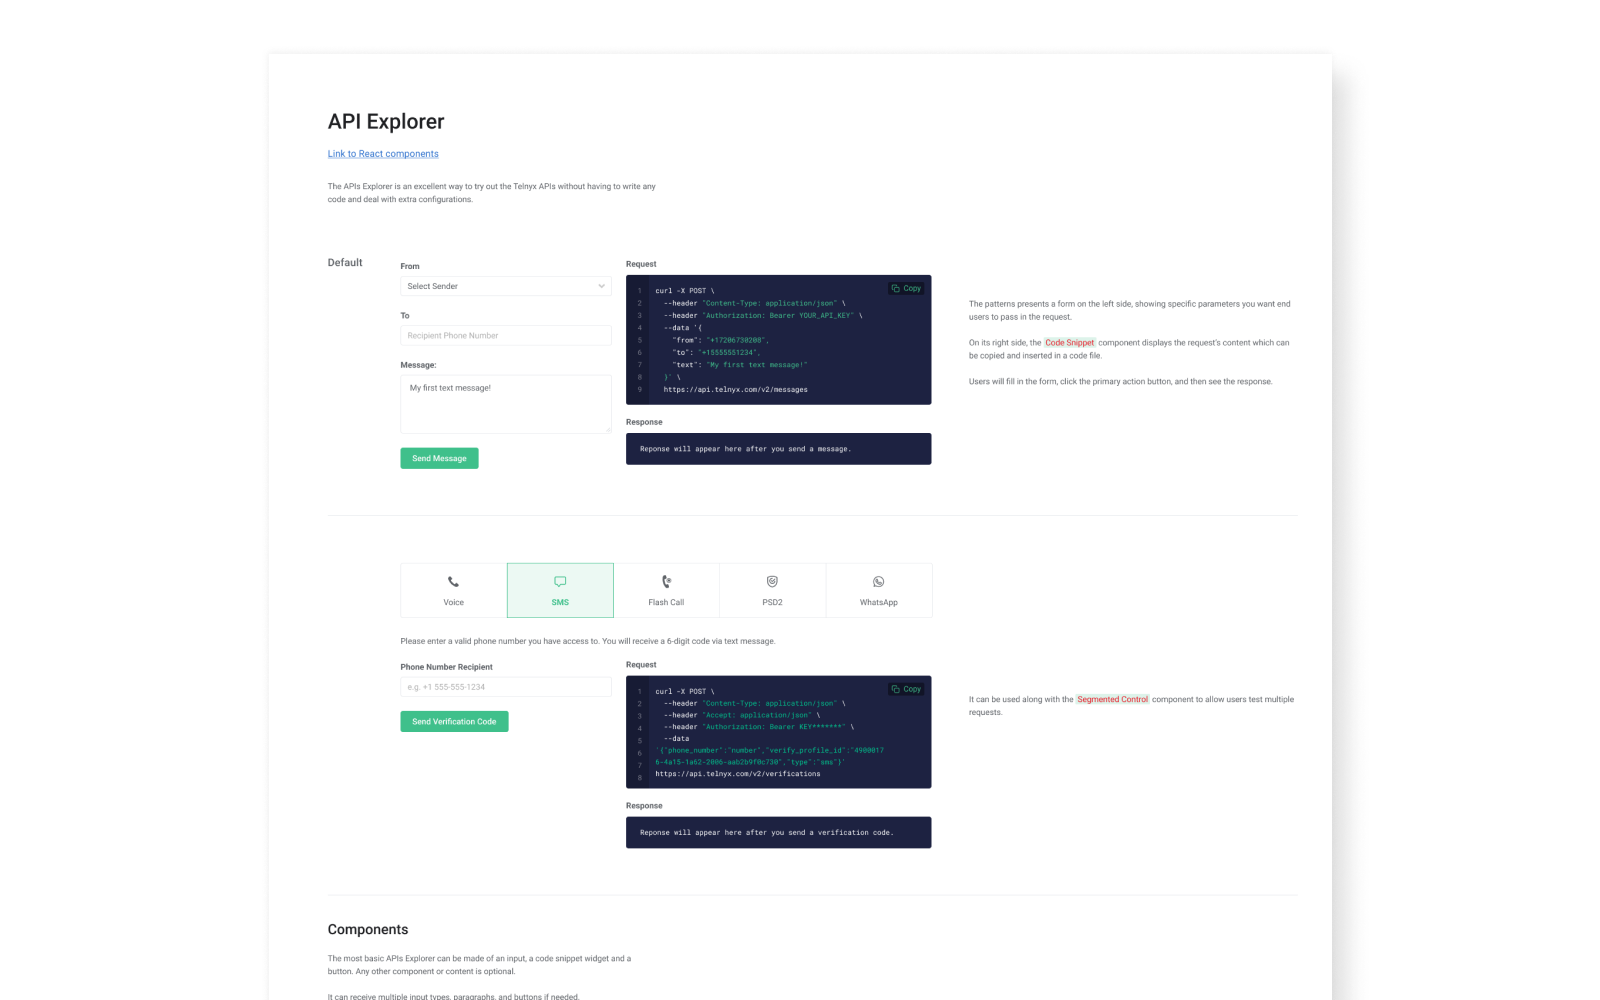 API Explorer
Link to React components
The APIs Explorer is an excellent way to try out the Telnyx APIs without having to write any
code and deal with extra configurations.
Default
From
Select Sender
To
Recipient Phone Number
Message:
My first text message!
Send Message
Request
Copy
1 curl -X POST \
2 --header "Content-Type: application/json" \
3 --header "Authorization: Bearer YOUR_API_KEY" \
4 --data '{
5 "from": "+17206730208",
6 "to": "+15555551234",
7 "text": "My first text message!"
8 }' \
9 https://api.telnyx.com/v2/messages
Response
Reponse will appear here after you send a message.
The patterns presents a form on the left side, showing specific parameters you want end
users to pass in the request.
On its right side, the Code Snippet component displays the request's content which can
be copied and inserted in a code file.
Users will fill in the form, click the primary action button, and then see the response.
Voice
SMS
Flash Call
PSD2
WhatsApp
Please enter a valid phone number you have access to. You will receive a 6-digit code via text message.
Phone Number Recipient
e.g. +1 555-555-1234
Send Verification Code
Request
Copy
1 curl -X POST \
2 --header "Content-Type: application/json" \
3 --header "Accept: application/json" \
4 --header "Authorization: Bearer KEY*******" \
5 --data
6 '{"phone_number":"number","verify_profile_id":"4900017
7 6-4a15-1a62-2006-aab2b9f0c730","type":"sms"}'
8 https://api.telnyx.com/v2/verifications
Response
Reponse will appear here after you send a verification code.
It can be used along with the Segmented Control component to allow users test multiple
requests.
Components
The most basic APIs Explorer can be made of an input, a code snippet widget and a
button. Any other component or content is optional.
It can receive multiple input types, paragraphs, and buttons if needed.